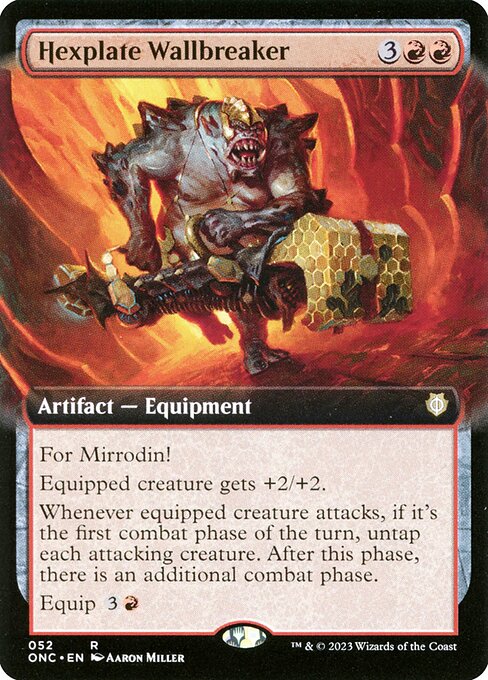 Hexplate Wallbreaker 3
Artifact — Equipment
For Mirrodin!
Equipped creature gets +2/+2.
Whenever equipped creature attacks, if it's
the first combat phase of the turn, untap
each attacking creature. After this phase,
there is an additional combat phase.
Equip 3
052 R
ONC • EN Aaron Miller
™ & © 2023 Wizards of the Coast